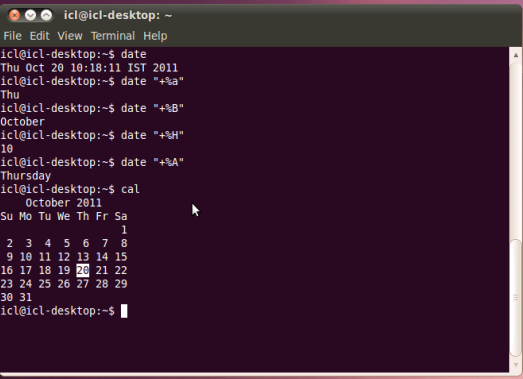 icl@icl-desktop: ~
File Edit View Terminal Help
icl@icl-desktop:~$ date
Thu Oct 20 10:18:11 IST 2011
icl@icl-desktop:~$ date "+%a"
Thu
icl@icl-desktop:~$ date "+%B"
October
icl@icl-desktop:~$ date "+%H"
10
icl@icl-desktop:~$ date "+%A"
Thursday
icl@icl-desktop:~$ cal
    October 2011
Su Mo Tu We Th Fr Sa
                   1
 2  3  4  5  6  7  8
 9 10 11 12 13 14 15
16 17 18 19 20 21 22
23 24 25 26 27 28 29
30 31
icl@icl-desktop:~$